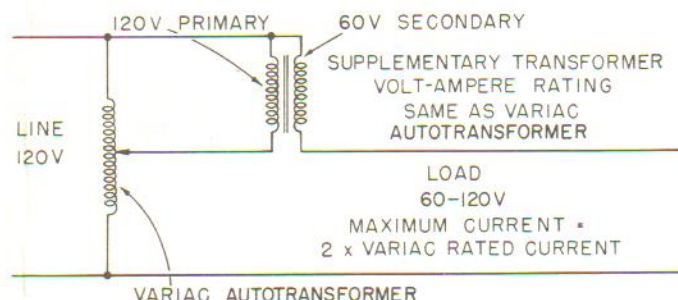 120V PRIMARY
60V SECONDARY
SUPPLEMENTARY TRANSFORMER
VOLT-AMPERE RATING
SAME AS VARIAC
AUTOTRANSFORMER
LINE
120V
LOAD
60-120V
MAXIMUM CURRENT =
2 x VARIAC RATED CURRENT
VARIAC AUTOTRANSFORMER